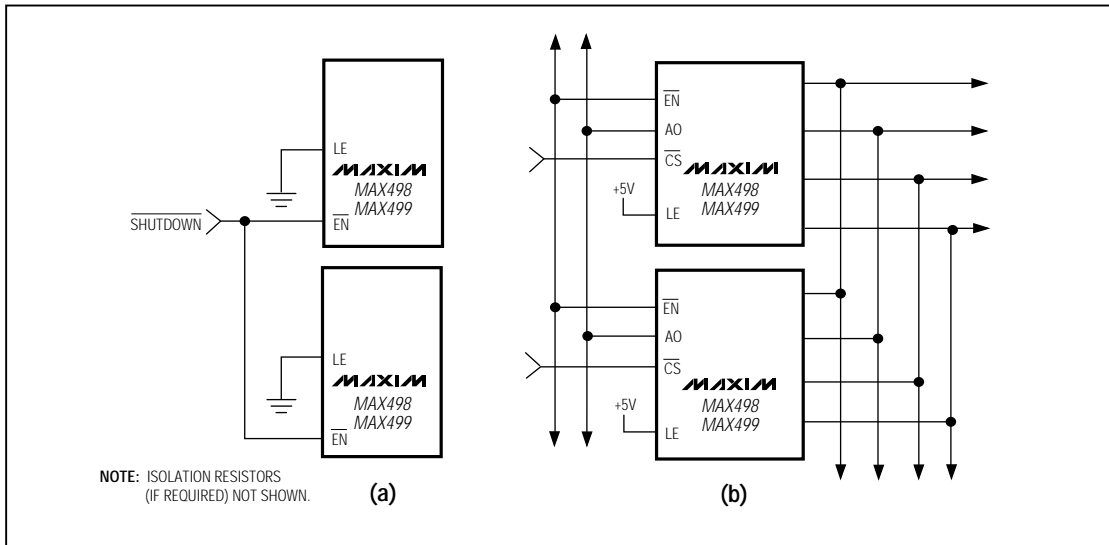 LE
MAXIM
MAX498
MAX499
SHUTDOWN
EN
LE
MAXIM
MAX498
MAX499
EN
NOTE: ISOLATION RESISTORS
(IF REQUIRED) NOT SHOWN.
(a)
EN
AO
CS
MAXIM
MAX498
MAX499
+5V
LE
EN
AO
CS
MAXIM
MAX498
MAX499
+5V
LE
(b)